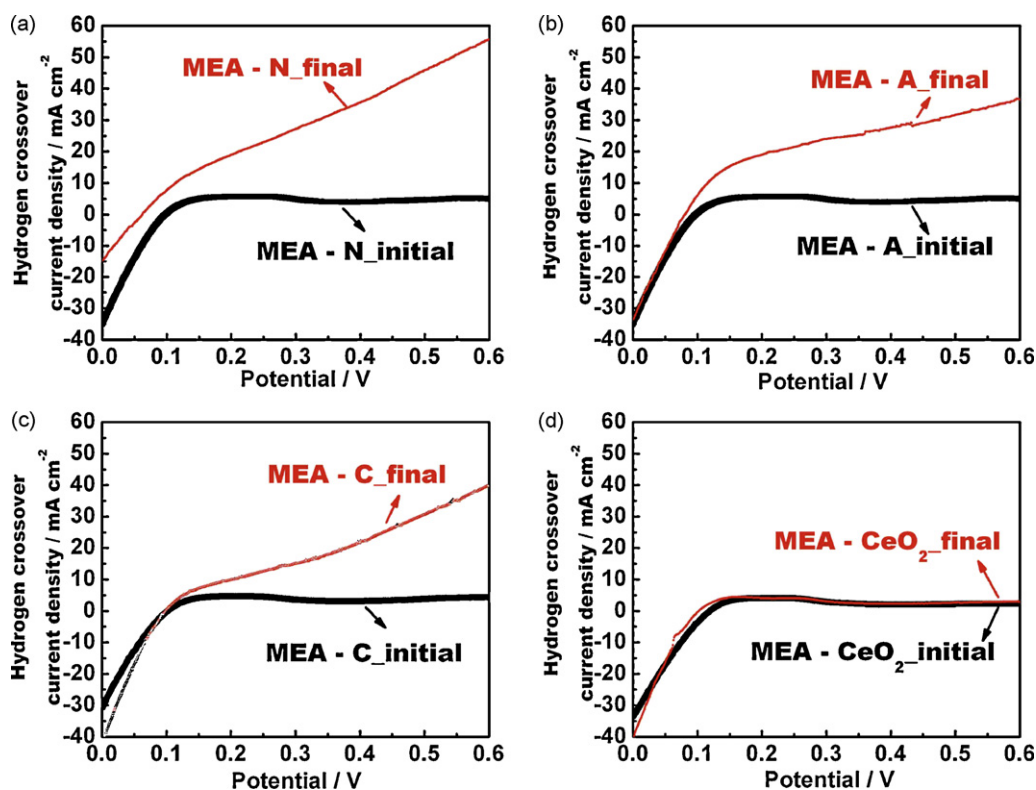 (a)
60
50
40
30
20
10
0
-10
-20
-30
-40
Hydrogen crossover
current density / mA cm-2
MEA - N_final
MEA - N_initial
0.0 0.1 0.2 0.3 0.4 0.5 0.6
Potential / V
(b)
60
50
40
30
20
10
0
-10
-20
-30
-40
Hydrogen crossover
current density / mA cm-2
MEA - A_final
MEA - A_initial
0.0 0.1 0.2 0.3 0.4 0.5 0.6
Potential / V
(c)
60
50
40
30
20
10
0
-10
-20
-30
-40
Hydrogen crossover
current density / mA cm-2
MEA - C_final
MEA - C_initial
0.0 0.1 0.2 0.3 0.4 0.5 0.6
Potential / V
(d)
60
50
40
30
20
10
0
-10
-20
-30
-40
Hydrogen crossover
current density / mA cm-2
MEA - CeO2_final
MEA - CeO2_initial
0.0 0.1 0.2 0.3 0.4 0.5 0.6
Potential / V